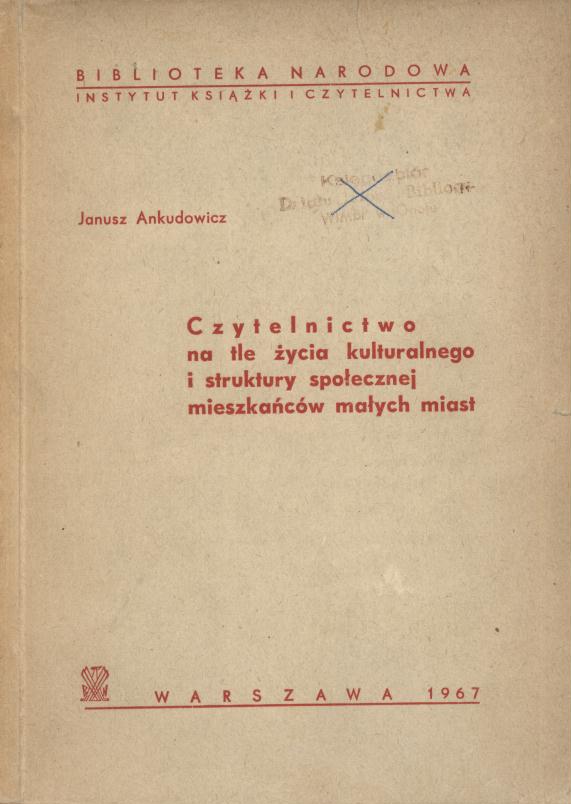 BIBLIOTEKA NARODOWA
INSTYTUT KSIĄŻKI I CZYTELNICTWA
Janusz Ankudowicz
Czytelnictwo
na tle życia kulturalnego
i struktury społecznej
mieszkańców małych miast
WARSZAWA 1967